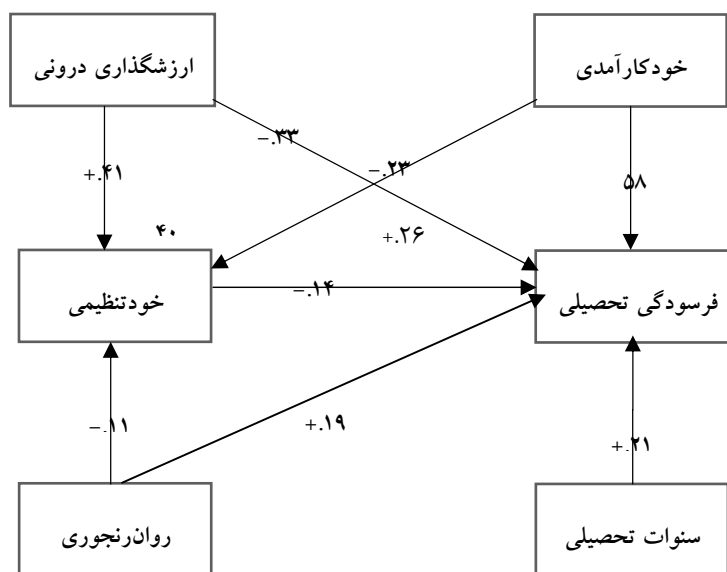 خودکارآمدی
ارزشگذاری درونی
-.۳۳
-.۲۳
+.۴۱
۵۸
۴۰
+.۲۶
خودتنظیمی
-.۱۴
فرسودگی تحصیلی
-.۱۱
+.۱۹
+.۲۱
روان‌رنجوری
سنوات تحصیلی